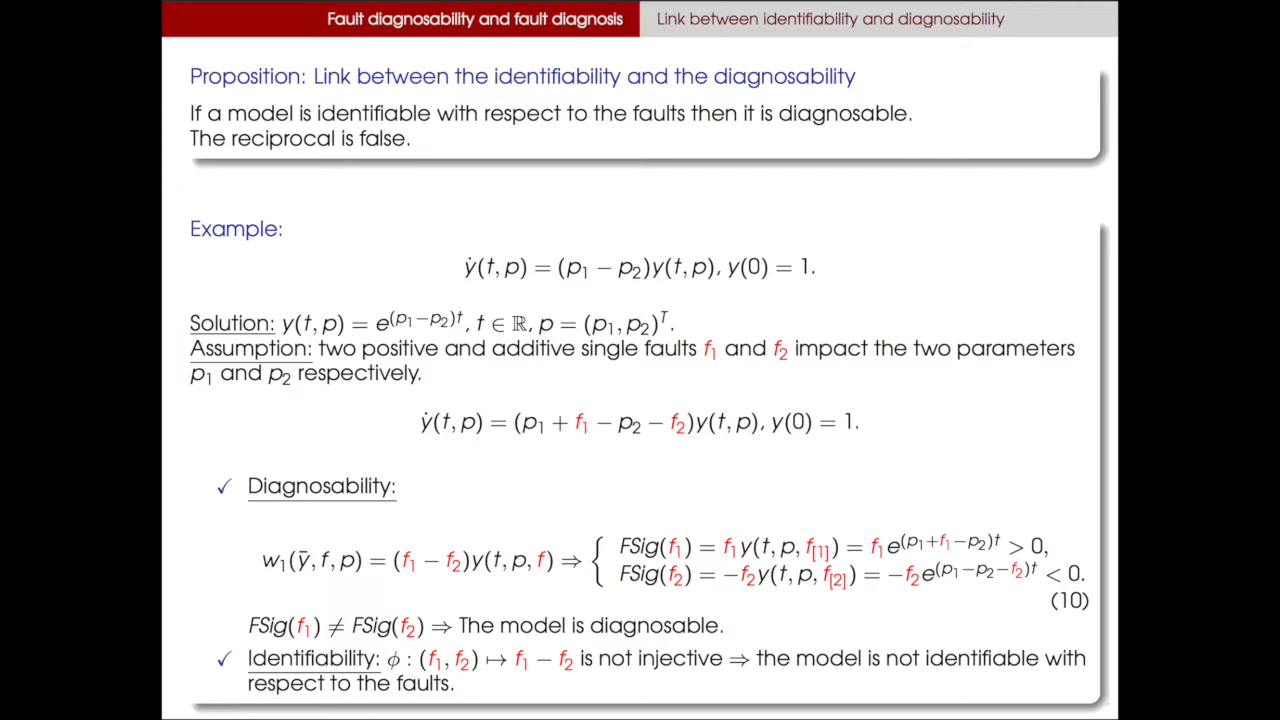 Fault diagnosability and fault diagnosis Link between identifiability and diagnosability
Proposition: Link between the identifiability and the diagnosability
If a model is identifiable with respect to the faults then it is diagnosable.
The reciprocal is false.
Example:
ẏ(t, p) = (p₁ − p₂)y(t, p), y(0) = 1.
Solution: y(t, p) = e^{(p₁−p₂)t}, t ∈ ℝ, p = (p₁, p₂)^T.
Assumption: two positive and additive single faults f₁ and f₂ impact the two parameters
p₁ and p₂ respectively.
ẏ(t, p) = (p₁ + f₁ − p₂ − f₂)y(t, p), y(0) = 1.
✓ Diagnosability:
w₁(ȳ, f, p) = (f₁ − f₂)y(t, p, f) ⇒ { FSig(f₁) = f₁y(t, p, f_{[1]}) = f₁e^{(p₁+f₁−p₂)t} > 0,
FSig(f₂) = −f₂y(t, p, f_{[2]}) = −f₂e^{(p₁−p₂−f₂)t} < 0.
(10)
FSig(f₁) ≠ FSig(f₂) ⇒ The model is diagnosable.
✓ Identifiability: ϕ : (f₁, f₂) ↦ f₁ − f₂ is not injective ⇒ the model is not identifiable with
respect to the faults.